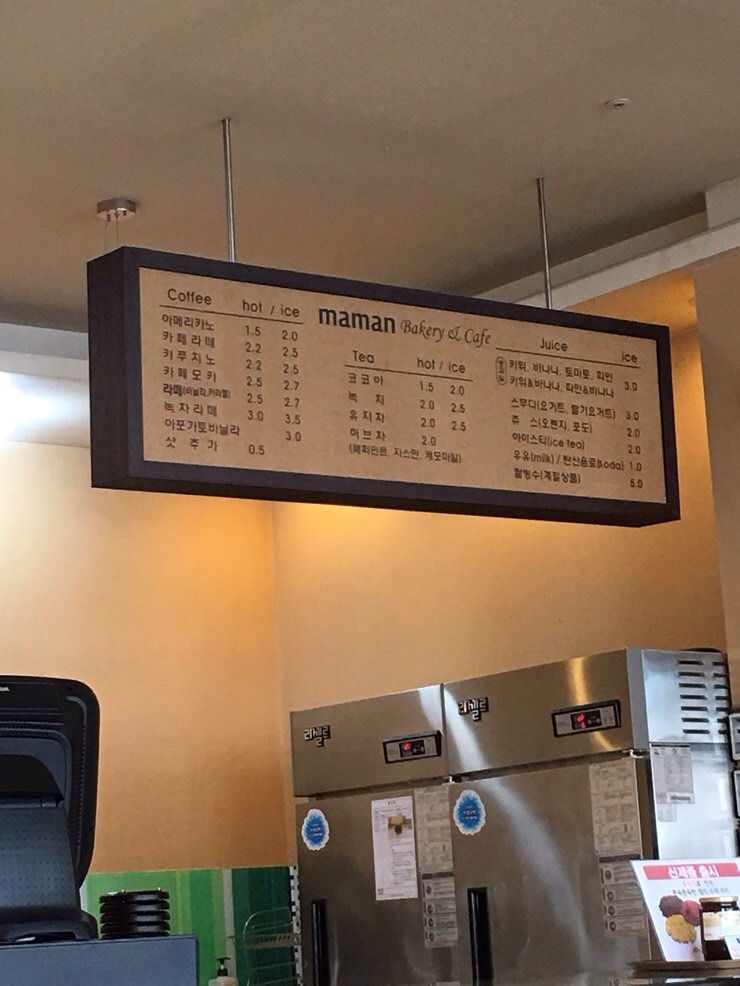 Coffee hot / ice
아메리카노 1.5 2.0
카페라떼 2.2 2.5
카푸치노 2.2 2.5
카페모카 2.5 2.7
라떼(바닐라,카라멜) 2.5 2.7
녹차라떼 3.0 3.5
아포가토바닐라 3.0
샷 추가 0.5
maman Bakery & Cafe
Tea hot / ice
코코아 1.5 2.0
녹 차 2.0 2.5
유자차 2.0 2.5
허브차 2.0
(페퍼민트, 자스민, 케모마일)
Juice ice
키위, 바나나, 토마토, 파인 3.0
키위&바나나, 파인&바나나
스무디(요거트, 딸기요거트) 3.0
쥬 스(오렌지, 포도) 2.0
아이스티(ice tea) 2.0
우유(milk) / 탄산음료(soda) 1.0
팥빙수(계절상품) 5.0
라셀르
라셀르
신제품 출시